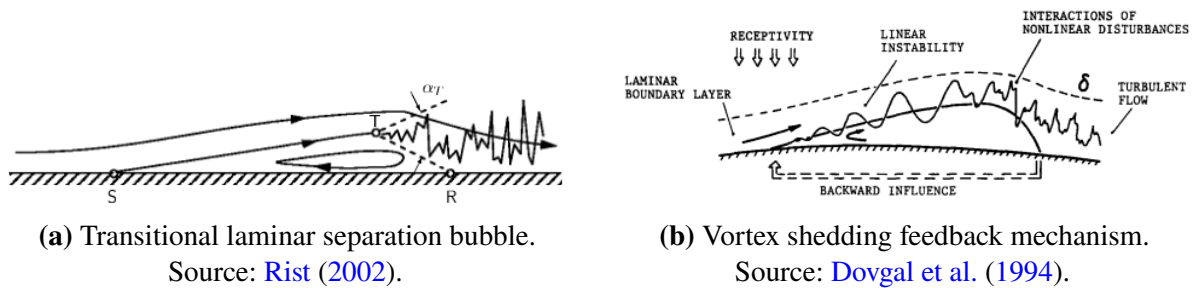 αT
T
S
R
(a) Transitional laminar separation bubble.
Source: Rist (2002).
RECEPTIVITY
LINEAR
INSTABILITY
INTERACTIONS OF
NONLINEAR DISTURBANCES
LAMINAR
BOUNDARY LAYER
δ
TURBULENT
FLOW
BACKWARD INFLUENCE
(b) Vortex shedding feedback mechanism.
Source: Dovgal et al. (1994).